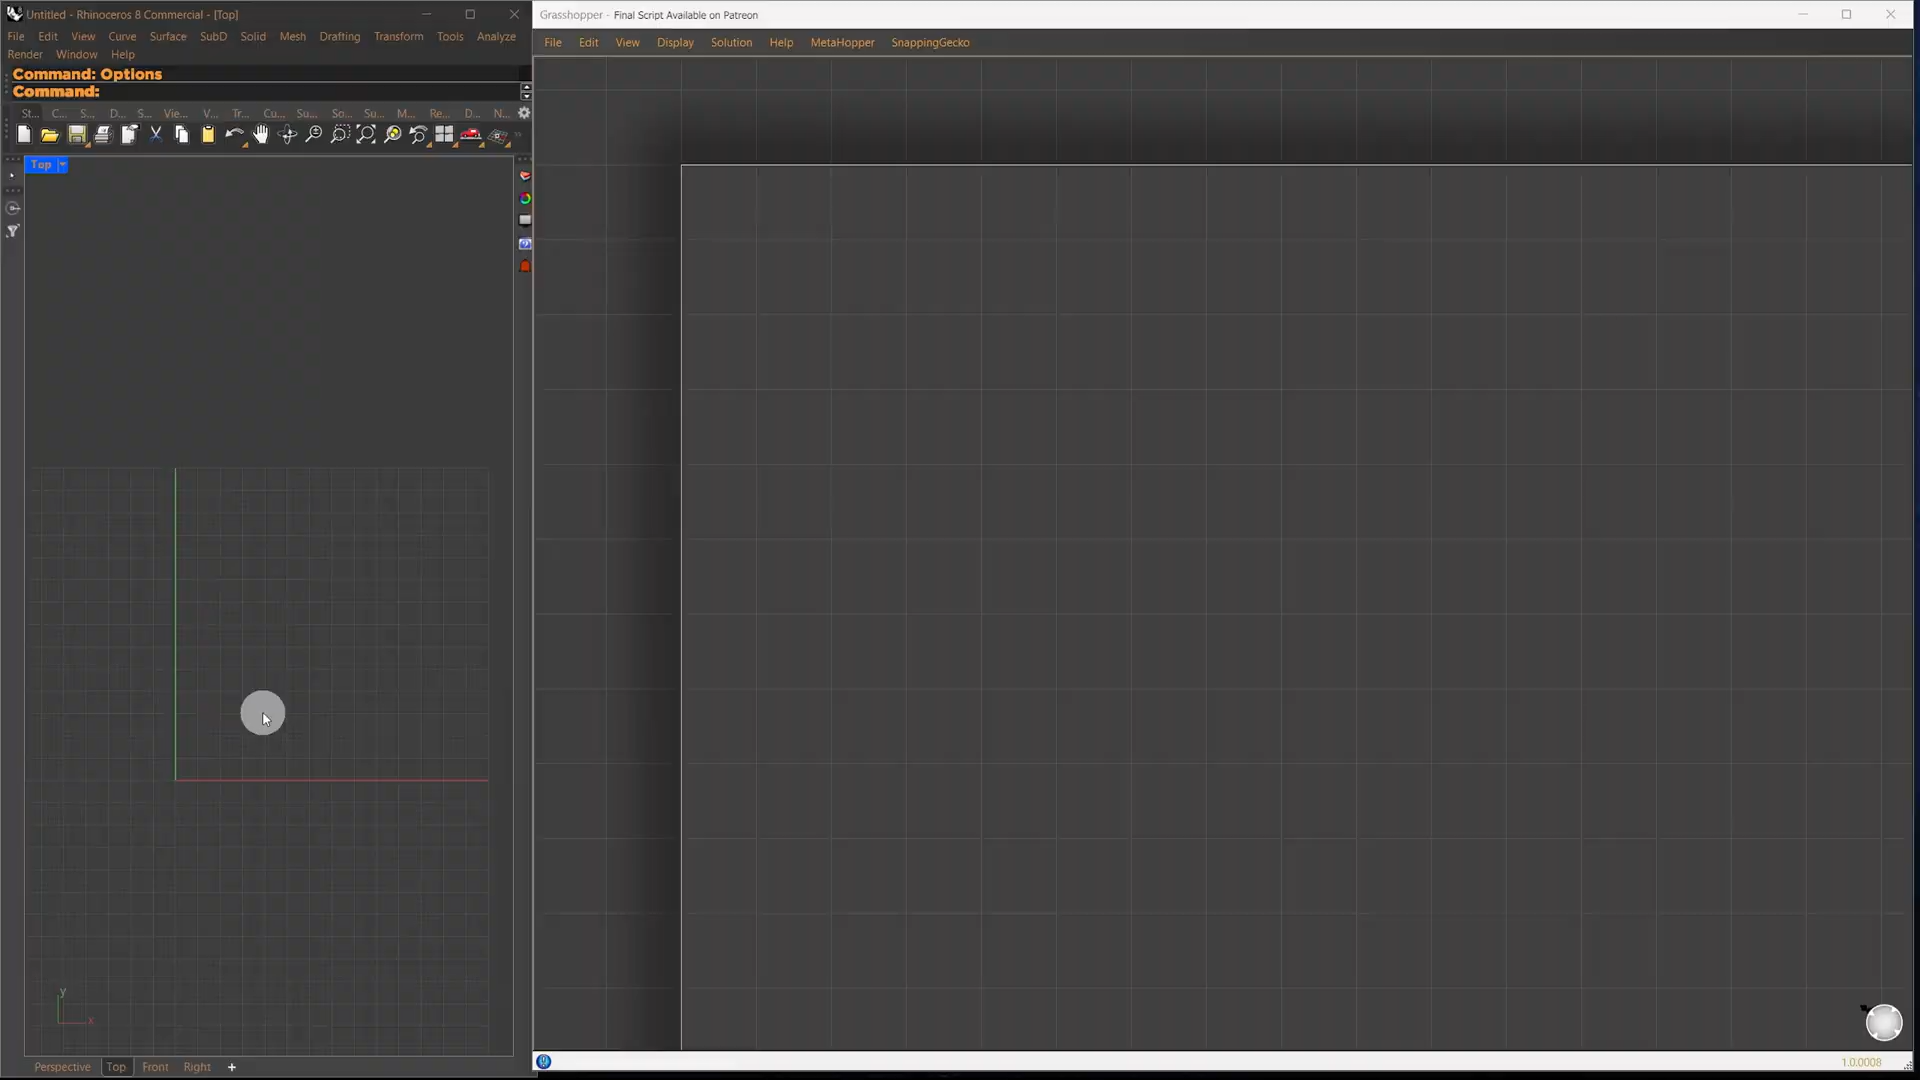 Untitled - Rhinoceros 8 Commercial - [Top]
File Edit View Curve Surface SubD Solid Mesh Drafting Transform Tools Analyze
Render Window Help
Command: Options
Command:
St... C... S... D... S... Vie... V... Tr... Cu... Su... So... Su... M... Re... D... N...
Top
y
x
Perspective Top Front Right +
Grasshopper - Final Script Available on Patreon
File Edit View Display Solution Help MetaHopper SnappingGecko
1.0.0008